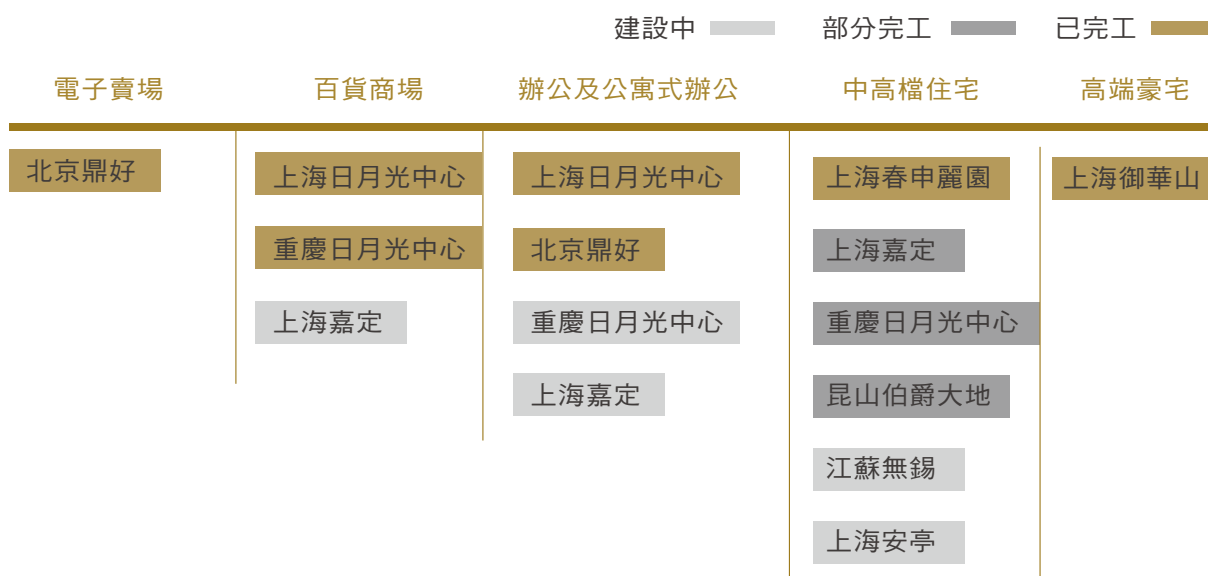 建設中 部分完工 已完工
電子賣場 百貨商場 辦公及公寓式辦公 中高檔住宅 高端豪宅
北京鼎好 上海日月光中心 上海日月光中心 上海春申麗園 上海御華山
重慶日月光中心 北京鼎好 上海嘉定
上海嘉定 重慶日月光中心 重慶日月光中心
上海嘉定 昆山伯爵大地
江蘇無錫
上海安亭